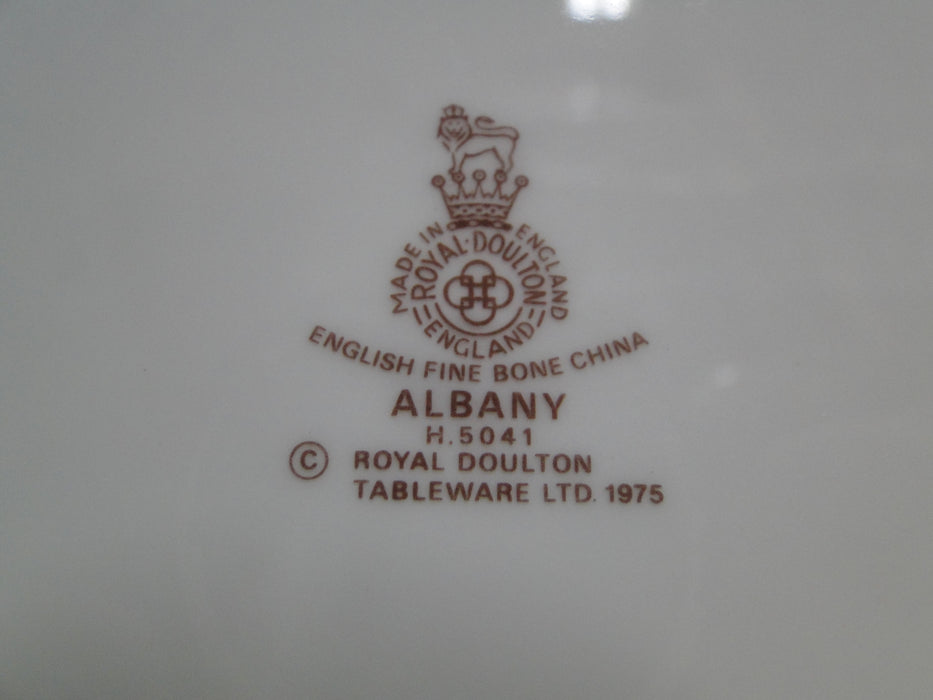 MADE IN ENGLAND
ROYAL·DOULTON
ENGLAND
ENGLISH FINE BONE CHINA
ALBANY
H.5041
© ROYAL DOULTON
TABLEWARE LTD. 1975